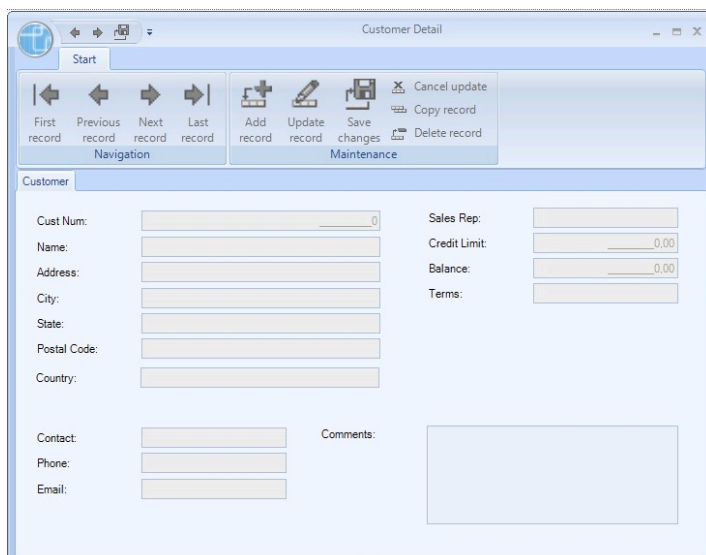 Customer Detail
Start
First record
Previous record
Next record
Last record
Navigation
Add record
Update record
Save changes
Cancel update
Copy record
Delete record
Maintenance
Customer
Cust Num: 0
Name:
Address:
City:
State:
Postal Code:
Country:
Sales Rep:
Credit Limit: 0.00
Balance: 0.00
Terms:
Contact:
Phone:
Email:
Comments: